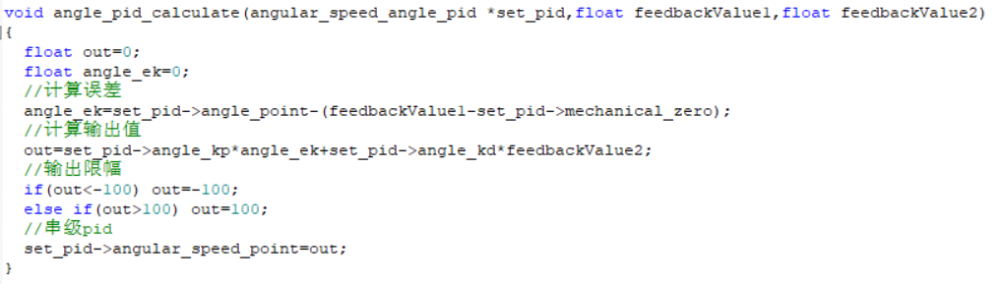 void angle_pid_calculate(angular_speed_angle_pid *set_pid,float feedbackValue1,float feedbackValue2)
{
float out=0;
float angle_ek=0;
//计算误差
angle_ek=set_pid->angle_point-(feedbackValue1-set_pid->mechanical_zero);
//计算输出值
out=set_pid->angle_kp*angle_ek+set_pid->angle_kd*feedbackValue2;
//输出限幅
if(out<-100) out=-100;
else if(out>100) out=100;
//串级pid
set_pid->angular_speed_point=out;
}